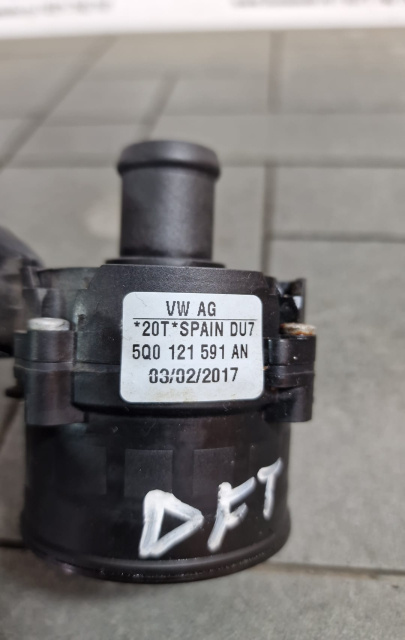 VW AG
*20T*SPAIN DU7
5Q0 121 591 AN
03/02/2017
DFT